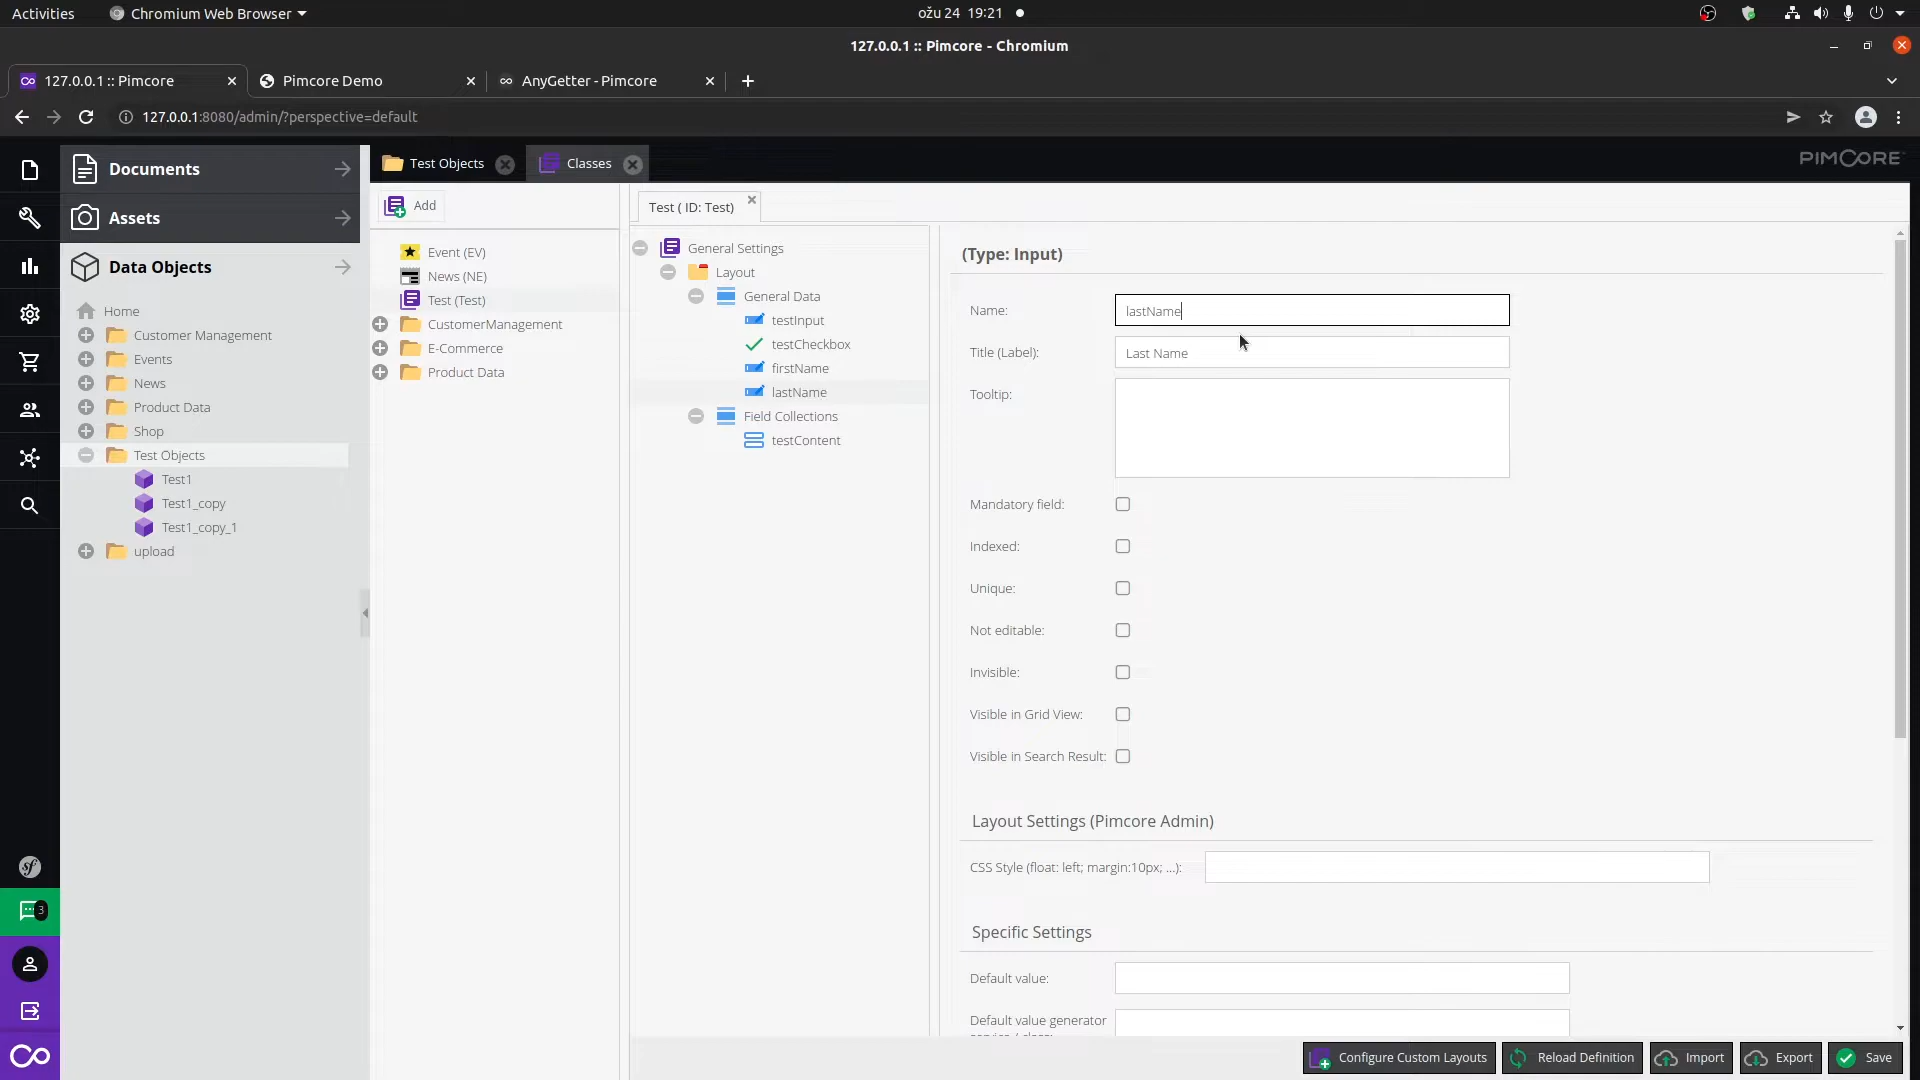 Activities
Chromium Web Browser
ožu 24 19:21
127.0.0.1 :: Pimcore - Chromium
127.0.0.1 :: Pimcore
Pimcore Demo
AnyGetter - Pimcore
127.0.0.1:8080/admin/?perspective=default
Documents
Assets
Data Objects
Home
Customer Management
Events
News
Product Data
Shop
Test Objects
Test1
Test1_copy
Test1_copy_1
upload
sf
3
Test Objects
Classes
PIMCORE
Add
Event (EV)
News (NE)
Test (Test)
CustomerManagement
E-Commerce
Product Data
Test ( ID: Test)
General Settings
Layout
General Data
testInput
testCheckbox
firstName
lastName
Field Collections
testContent
(Type: Input)
Name:
lastName
Title (Label):
Last Name
Tooltip:
Mandatory field:
Indexed:
Unique:
Not editable:
Invisible:
Visible in Grid View:
Visible in Search Result:
Layout Settings (Pimcore Admin)
CSS Style (float: left; margin:10px; ...):
Specific Settings
Default value:
Default value generator
Configure Custom Layouts
Reload Definition
Import
Export
Save